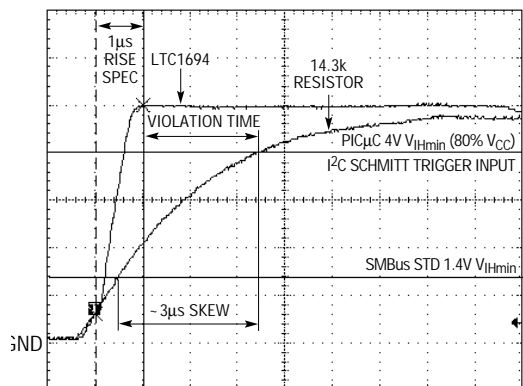 1µs
RISE
SPEC
LTC1694
14.3k
RESISTOR
VIOLATION TIME
PICµC 4V VIHmin (80% VCC)
I2C SCHMITT TRIGGER INPUT
SMBus STD 1.4V VIHmin
1
~3µs SKEW
GND